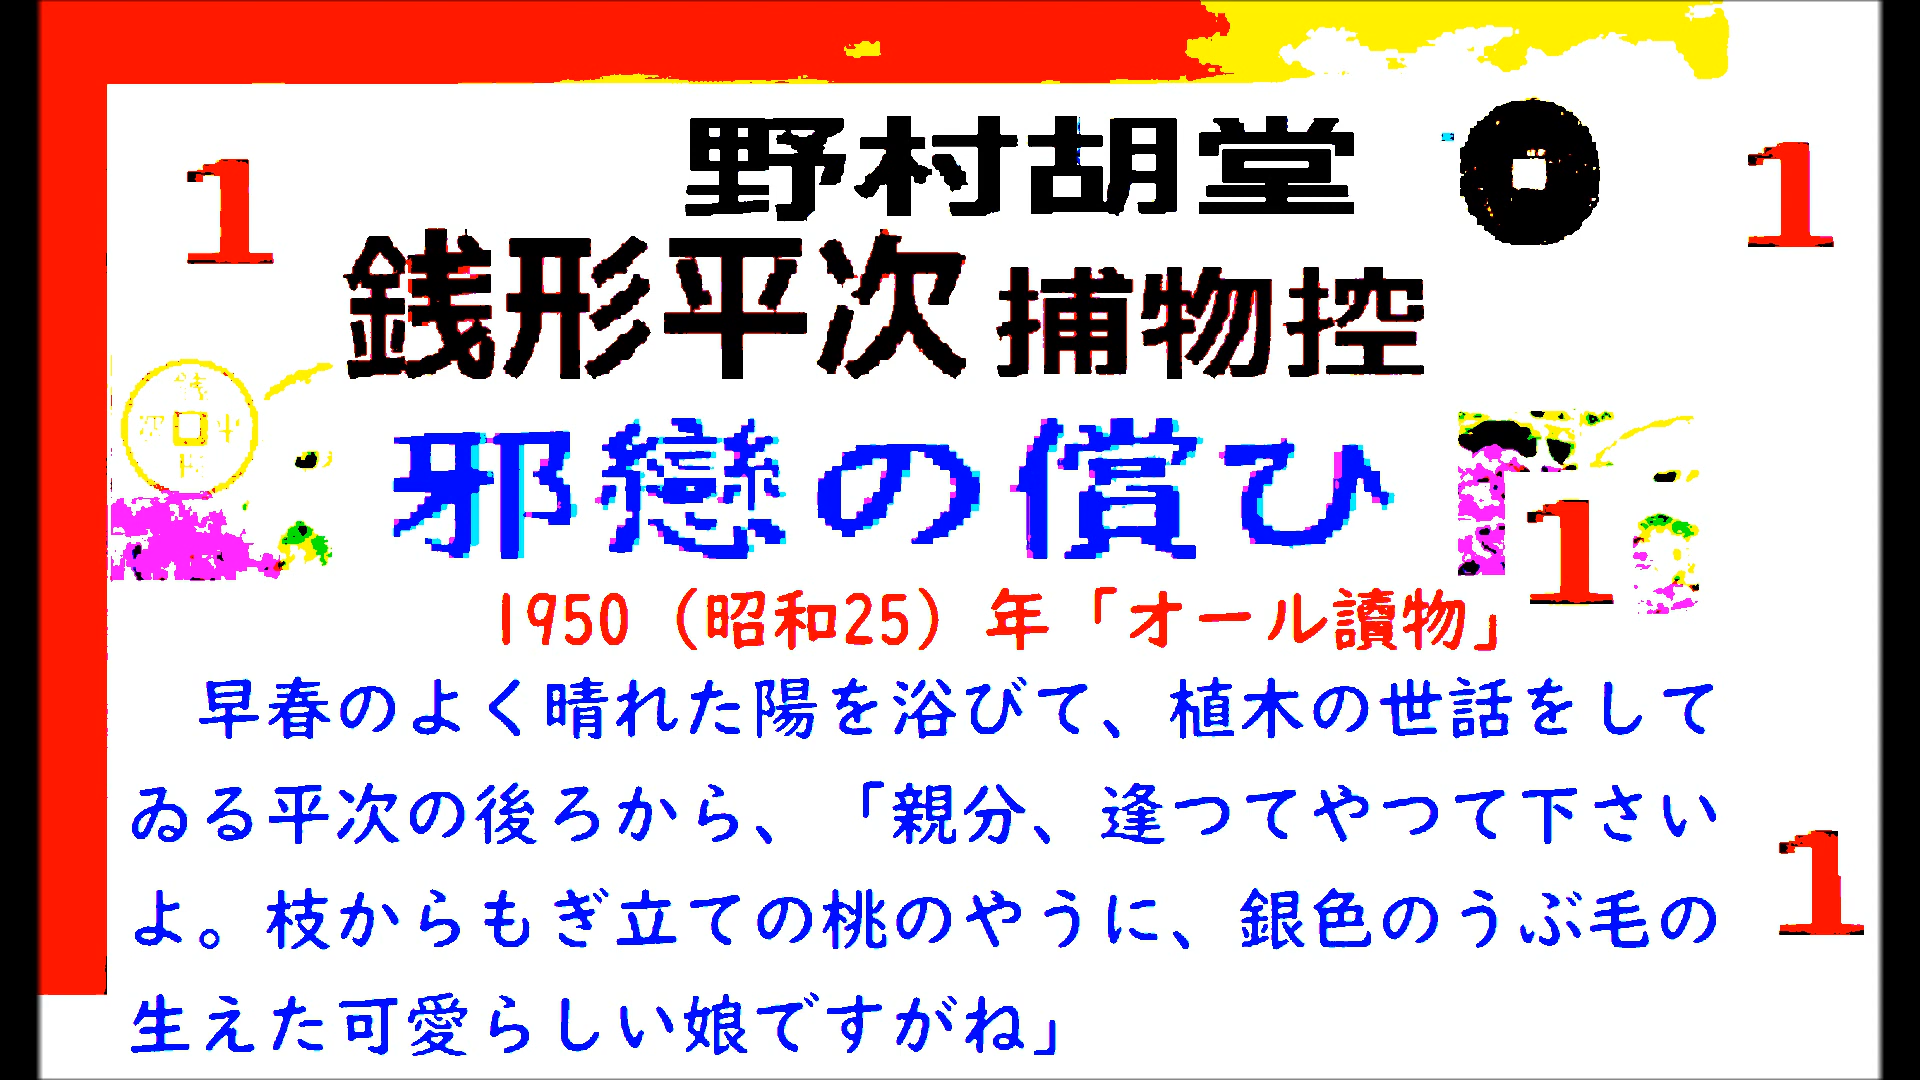 野村胡堂
1
1
銭形平次 捕物控
銭
形
平
次
邪戀の償ひ
1
1950（昭和25）年「オール讀物」
早春のよく晴れた陽を浴びて、植木の世話をして
ゐる平次の後ろから、「親分、逢つてやつて下さい
よ。枝からもぎ立ての桃のやうに、銀色のうぶ毛の
1
生えた可愛らしい娘ですがね」